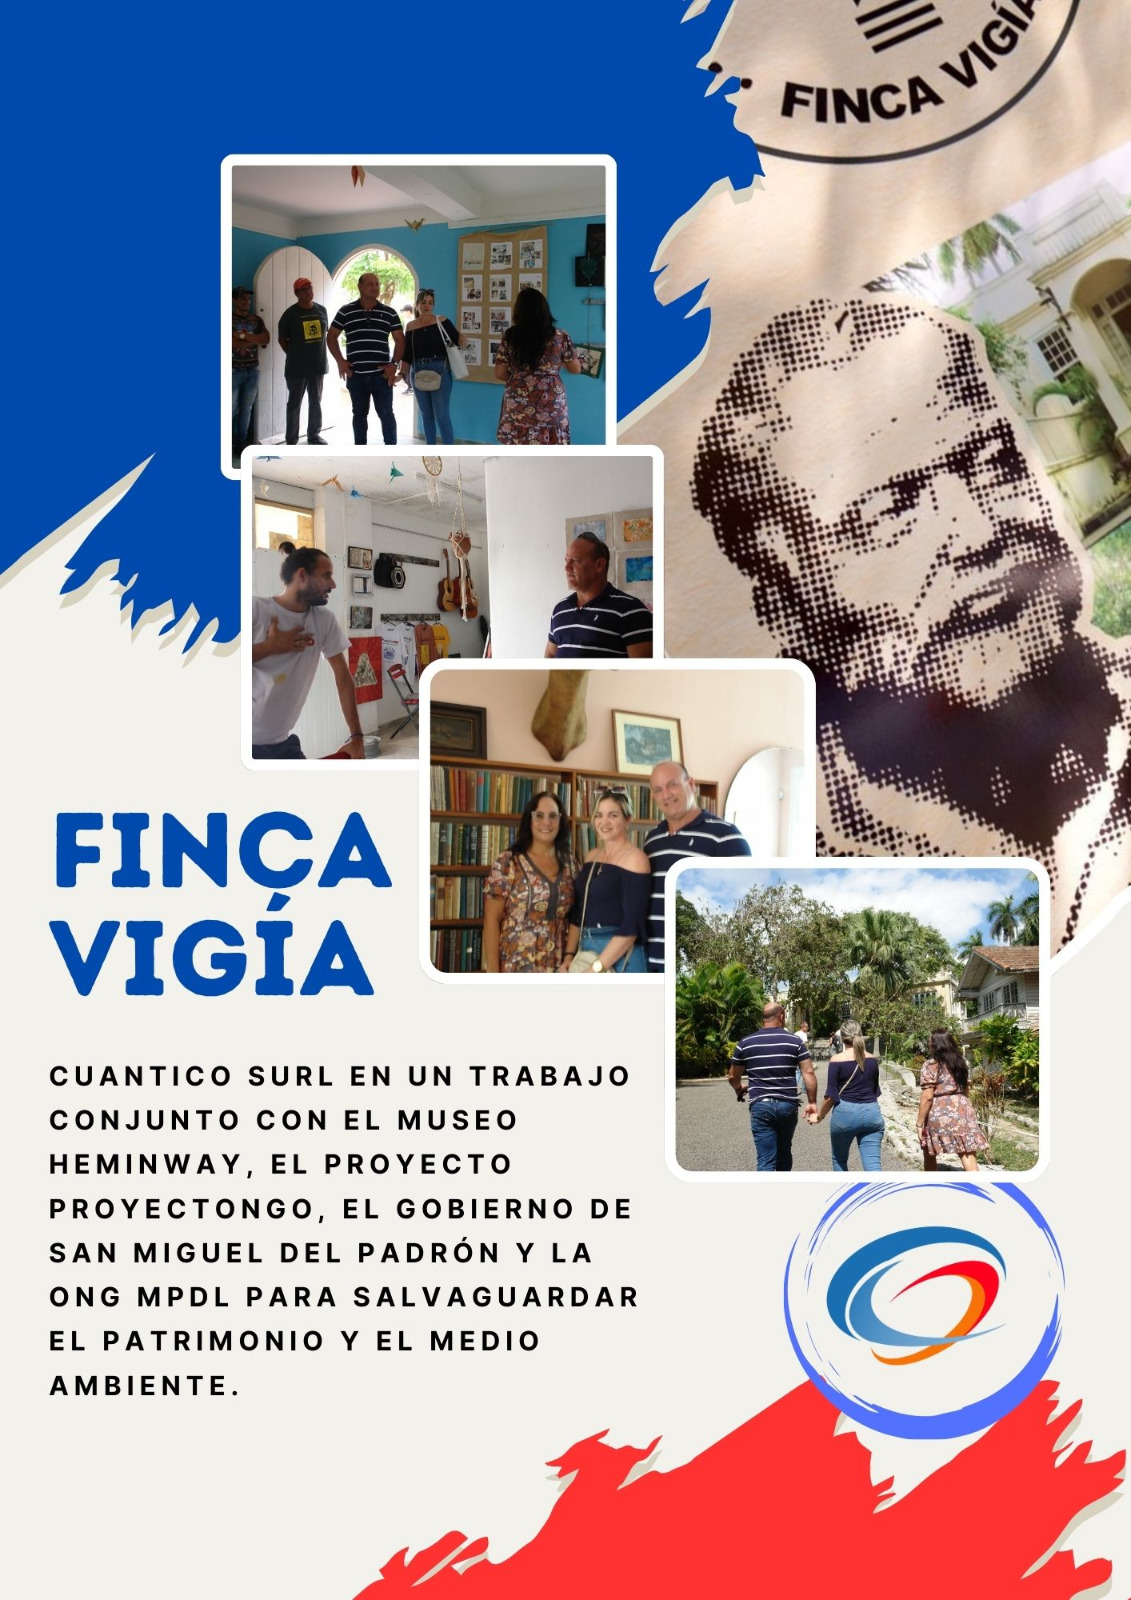 FINCA VIGÍA
FINCA
VIGÍA
CUANTICO SURL EN UN TRABAJO
CONJUNTO CON EL MUSEO
HEMINWAY, EL PROYECTO
PROYECTONGO, EL GOBIERNO DE
SAN MIGUEL DEL PADRÓN Y LA
ONG MPDL PARA SALVAGUARDAR
EL PATRIMONIO Y EL MEDIO
AMBIENTE.